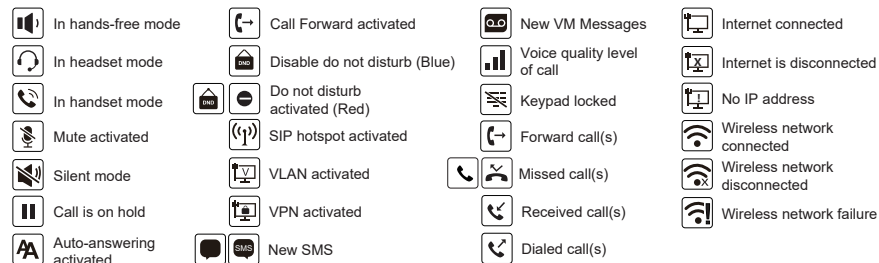 In hands-free mode
In headset mode
In handset mode
Mute activated
Silent mode
Call is on hold
AA
Auto-answering
activated
Call Forward activated
DND
Disable do not disturb (Blue)
DND
Do not disturb
activated (Red)
SIP hotspot activated
V
VLAN activated
VPN activated
SMS
New SMS
New VM Messages
Voice quality level
of call
Keypad locked
Forward call(s)
Missed call(s)
Received call(s)
Dialed call(s)
Internet connected
X
Internet is disconnected
!
No IP address
Wireless network
connected
X
Wireless network
disconnected
!
Wireless network failure